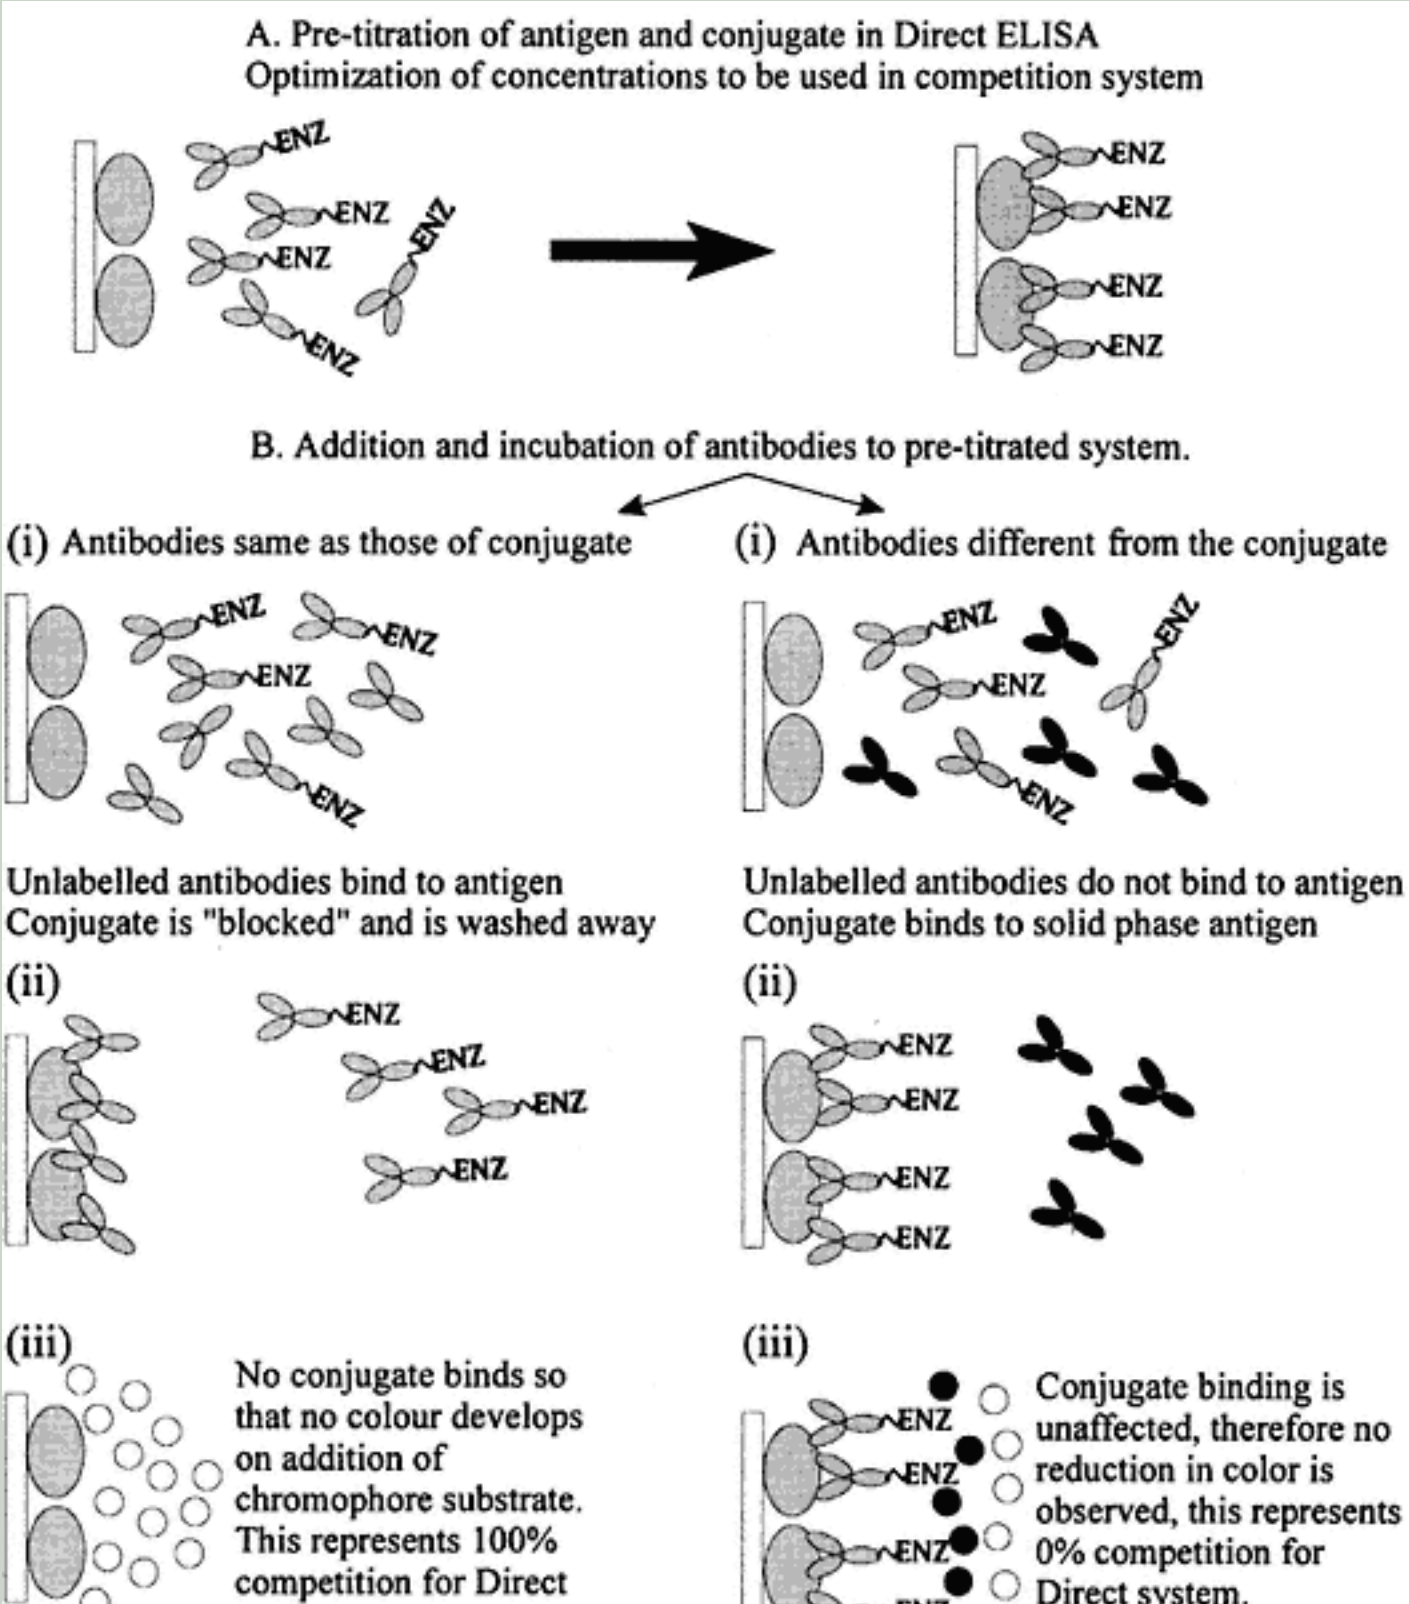 A. Pre-titration of antigen and conjugate in Direct ELISA
Optimization of concentrations to be used in competition system
ENZ
ENZ
ENZ
ENZ
ENZ
ENZ
ENZ
ENZ
ENZ
B. Addition and incubation of antibodies to pre-titrated system.
(i) Antibodies same as those of conjugate
ENZ
ENZ
ENZ
ENZ
Unlabelled antibodies bind to antigen
Conjugate is "blocked" and is washed away
(ii)
ENZ
ENZ
ENZ
ENZ
(iii)
No conjugate binds so
that no colour develops
on addition of
chromophore substrate.
This represents 100%
competition for Direct
(i) Antibodies different from the conjugate
ENZ
ENZ
ENZ
ENZ
Unlabelled antibodies do not bind to antigen
Conjugate binds to solid phase antigen
(ii)
ENZ
ENZ
ENZ
ENZ
(iii)
ENZ
ENZ
ENZ
ENZ
Conjugate binding is
unaffected, therefore no
reduction in color is
observed, this represents
0% competition for
Direct system.